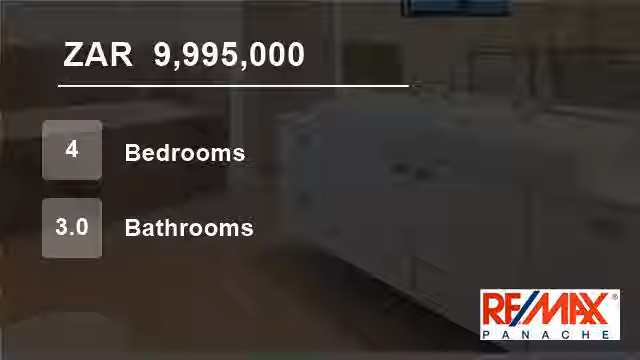 ZAR 9,995,000
4 Bedrooms
3.0 Bathrooms
RE/MAX®
PANACHE